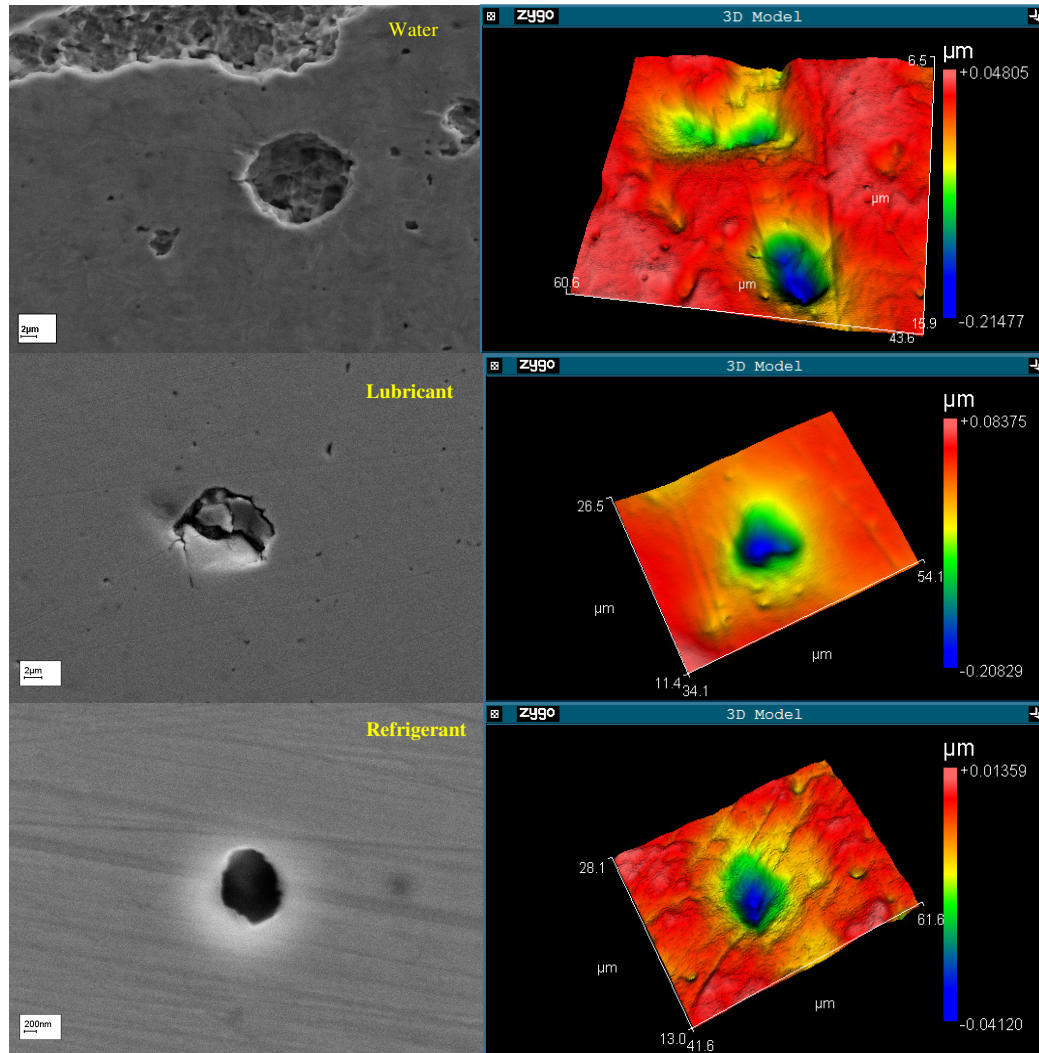 Water
2µm
zygo
3D Model
µm
+0.04805
-0.21477
6.5
µm
µm
60.6
15.9
43.6
Lubricant
2µm
zygo
3D Model
µm
+0.08375
-0.20829
26.5
54.1
µm
µm
11.4
34.1
Refrigerant
200nm
zygo
3D Model
µm
+0.01359
-0.04120
28.1
61.6
µm
µm
13.0
41.6